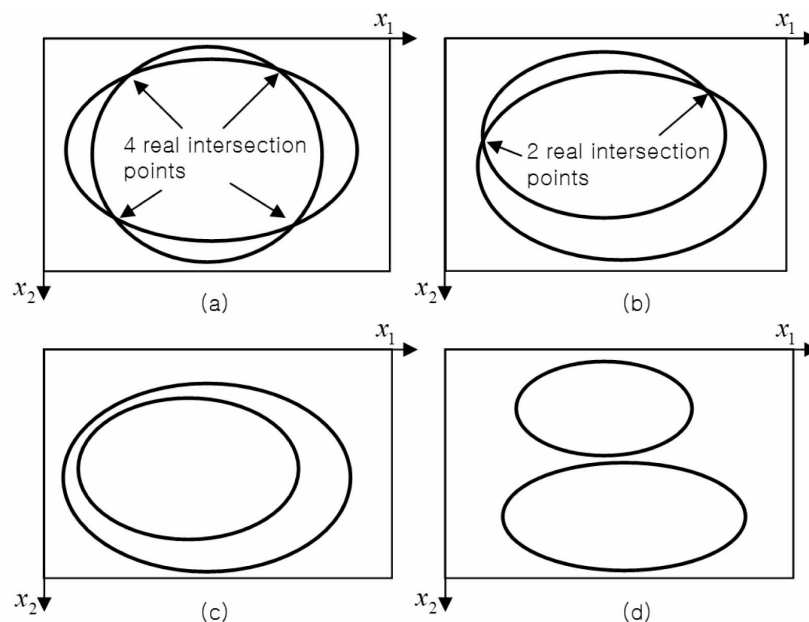 x1
4 real intersection
points
x2
(a)
x1
2 real intersection
points
x2
(b)
x1
x2
(c)
x1
x2
(d)